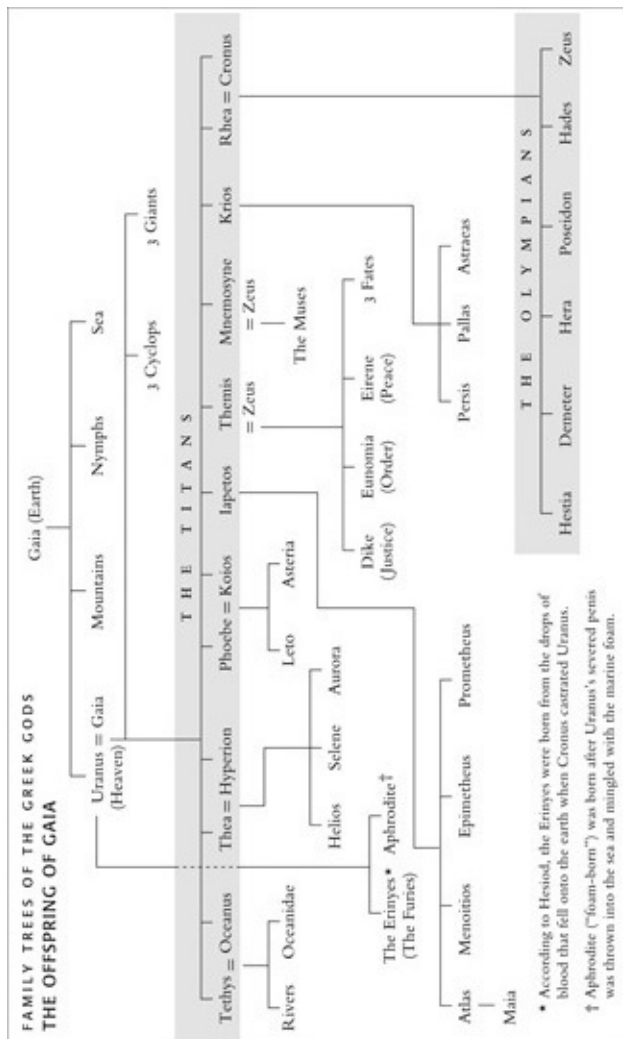 FAMILY TREES OF THE GREEK GODS
THE OFFSPRING OF GAIA
Gaia (Earth)
Uranus = Gaia
(Heaven)
Mountains
Nymphs
Sea
3 Cyclops
3 Giants
THE TITANS
Tethys = Oceanus
Thea = Hyperion
Phoebe = Koios
Iapetos
Themis
= Zeus
Mnemosyne
= Zeus
Krios
Rhea = Cronus
Rivers
Oceanidae
Helios
Selene
Aurora
Leto
Asteria
The Muses
The Erinyes*
(The Furies)
Aphrodite†
Dike
(Justice)
Eunomia
(Order)
Eirene
(Peace)
3 Fates
Atlas
Menoitios
Epimetheus
Prometheus
Maia
Persis
Pallas
Astraeas
THE OLYMPIANS
Hestia
Demeter
Hera
Poseidon
Hades
Zeus
* According to Hesiod, the Erinyes were born from the drops of
blood that fell onto the earth when Cronus castrated Uranus.
† Aphrodite ("foam-born") was born after Uranus's severed penis
was thrown into the sea and mingled with the marine foam.